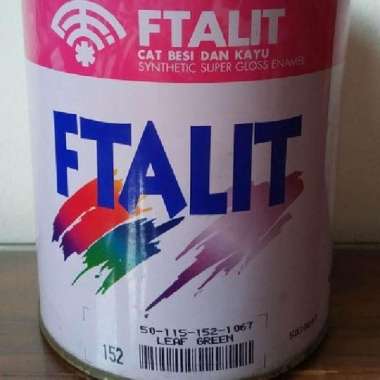 FTALIT
CAT BESI DAN KAYU
SYNTHETIC SUPER GLOSS ENAMEL
FTALIT
50-115-152-1067
LEAF GREEN
152